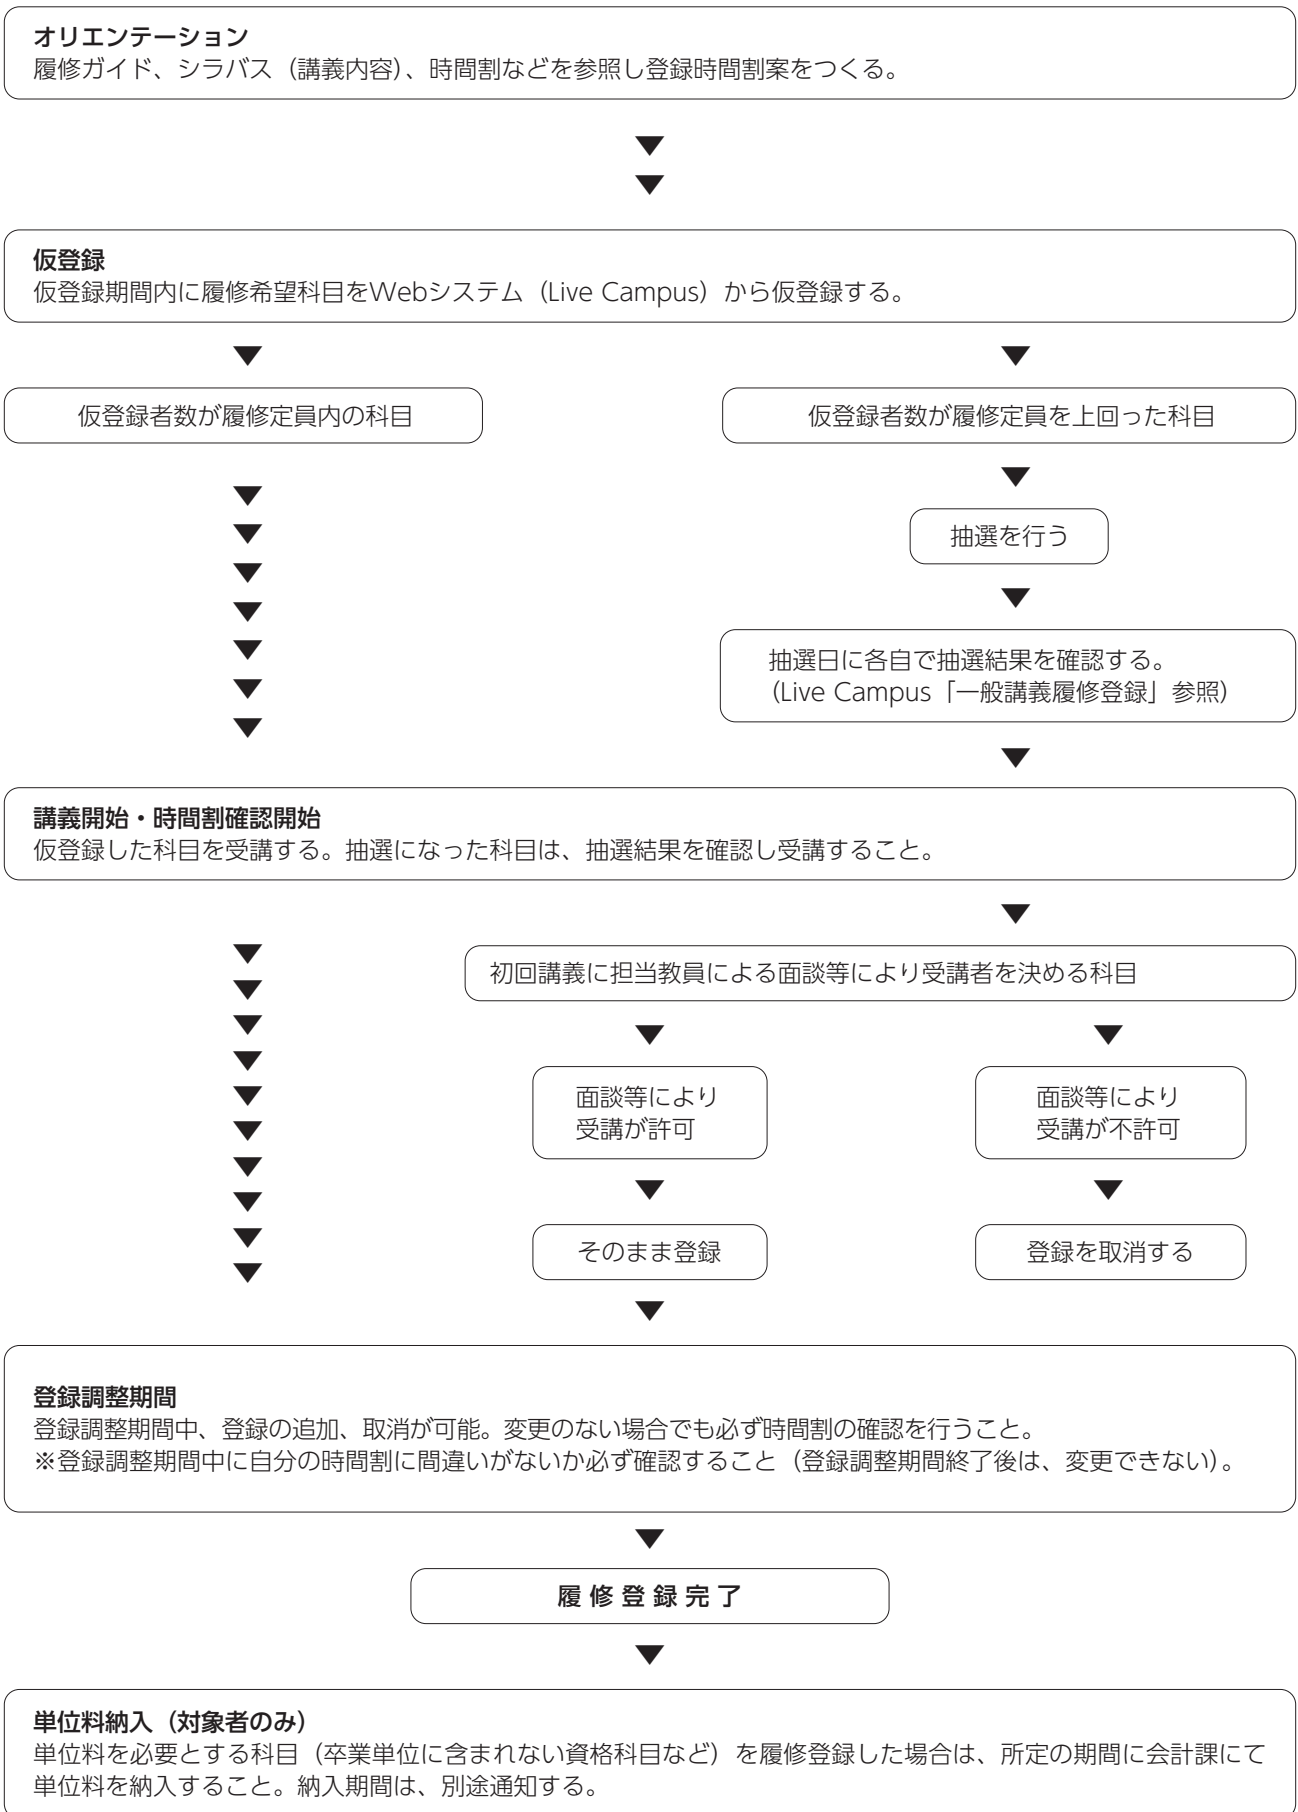 オリエンテーション
履修ガイド、シラバス（講義内容）、時間割などを参照し登録時間割案をつくる。
仮登録
仮登録期間内に履修希望科目をWebシステム（Live Campus）から仮登録する。
仮登録者数が履修定員内の科目
仮登録者数が履修定員を上回った科目
抽選を行う
抽選日に各自で抽選結果を確認する。
（Live Campus「一般講義履修登録」参照）
講義開始・時間割確認開始
仮登録した科目を受講する。抽選になった科目は、抽選結果を確認し受講すること。
初回講義に担当教員による面談等により受講者を決める科目
面談等により
受講が許可
面談等により
受講が不許可
そのまま登録
登録を取消する
登録調整期間
登録調整期間中、登録の追加、取消が可能。変更のない場合でも必ず時間割の確認を行うこと。
※登録調整期間中に自分の時間割に間違いがないか必ず確認すること（登録調整期間終了後は、変更できない）。
履修登録完了
単位料納入（対象者のみ）
単位料を必要とする科目（卒業単位に含まれない資格科目など）を履修登録した場合は、所定の期間に会計課にて
単位料を納入すること。納入期間は、別途通知する。